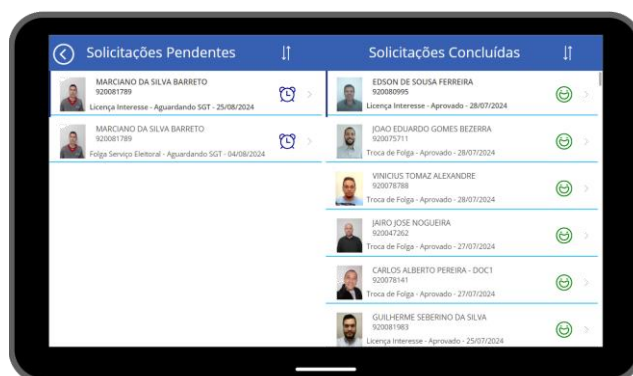 Solicitações Pendentes
MARCIANO DA SILVA BARRETO
920081789
Licença Interesse - Aguardando SGT - 25/08/2024
MARCIANO DA SILVA BARRETO
920081789
Folga Serviço Eleitoral - Aguardando SGT - 04/08/2024
Solicitações Concluídas
EDSON DE SOUSA FERREIRA
920080995
Licença Interesse - Aprovado - 28/07/2024
JOAO EDUARDO GOMES BEZERRA
920075711
Troca de Folga - Aprovado - 28/07/2024
VINICIUS TOMAZ ALEXANDRE
920078788
Troca de Folga - Aprovado - 28/07/2024
JAIRO JOSE NOGUEIRA
920047262
Troca de Folga - Aprovado - 27/07/2024
CARLOS ALBERTO PEREIRA - DOC1
920078141
Troca de Folga - Aprovado - 27/07/2024
GUILHERME SEBERINO DA SILVA
920081983
Licença Interesse - Aprovado - 25/07/2024